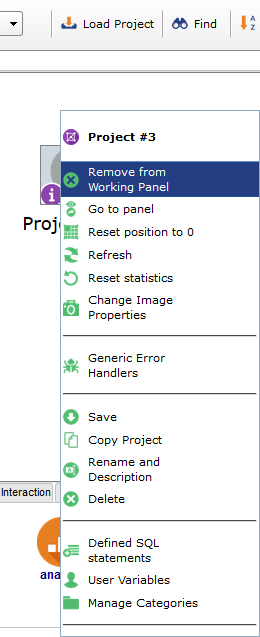 Load Project
Find
A
Z
Project #3
Remove from
Working Panel
Go to panel
Reset position to 0
Refresh
Reset statistics
Change Image
Properties
Generic Error
Handlers
Save
Copy Project
Rename and
Description
Delete
Interaction
Defined SQL
statements
User Variables
Manage Categories